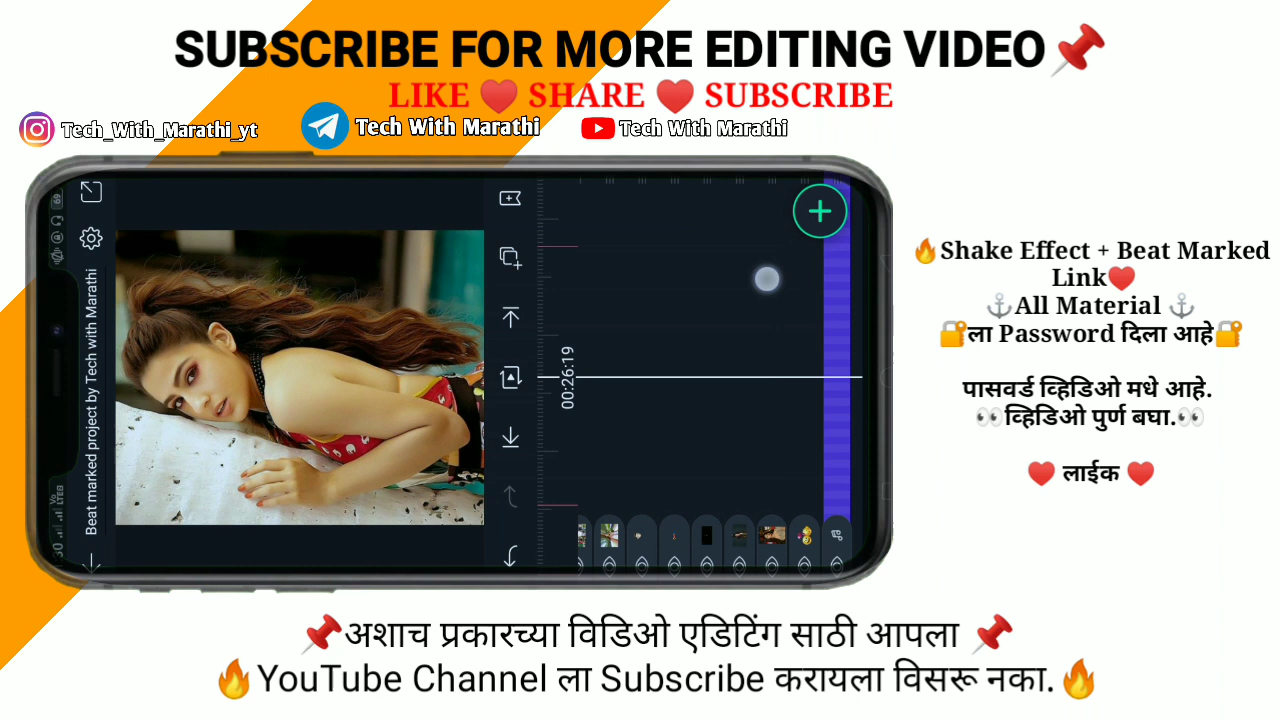 SUBSCRIBE FOR MORE EDITING VIDEO📌
LIKE ♥️ SHARE ♥️ SUBSCRIBE
Tech_With_Marathi_yt
Tech With Marathi
Tech With Marathi
Beat marked project by Tech with Marathi
00:26:19
🔥Shake Effect + Beat Marked
Link♥️
⚓All Material ⚓
🔐ला Password दिला आहे🔐
पासवर्ड व्हिडिओ मधे आहे.
👀व्हिडिओ पुर्ण बघा.👀
♥️ लाईक ♥️
📌अशाच प्रकारच्या विडिओ एडिटिंग साठी आपला 📌
🔥YouTube Channel ला Subscribe करायला विसरू नका.🔥